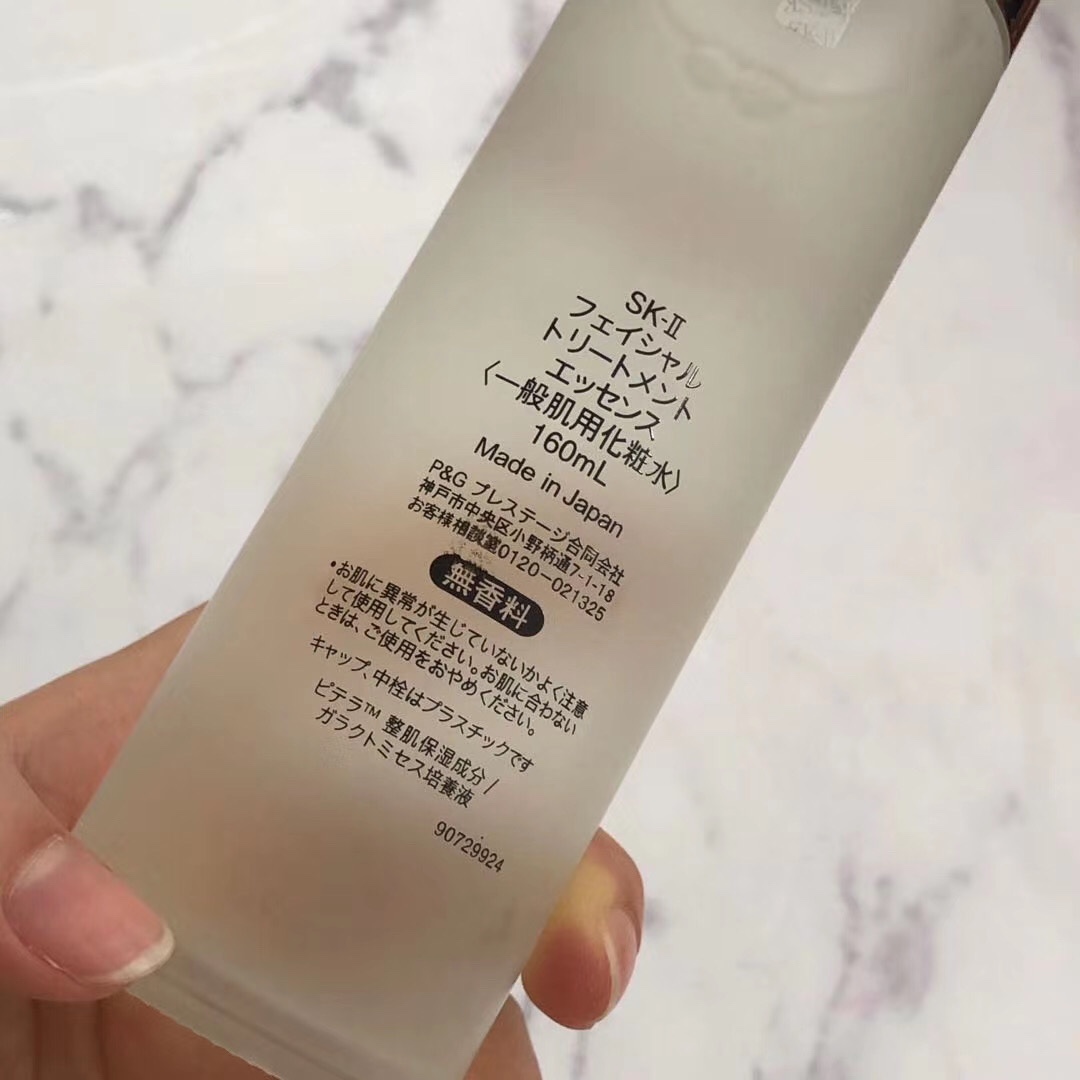 SK-Ⅱ
フェイシャル
トリートメント
エッセンス
〈一般肌用化粧水〉
160mL
Made in Japan
P&G プレステージ合同会社
神戸市中央区小野柄通7-1-18
お客様相談室0120-021325
無香料
・お肌に異常が生じていないかよく注意
して使用してください。お肌に合わない
ときは、ご使用をおやめください。
キャップ、中栓はプラスチックです
ピテラ™ 整肌保湿成分/
ガラクトミセス培養液
90729924